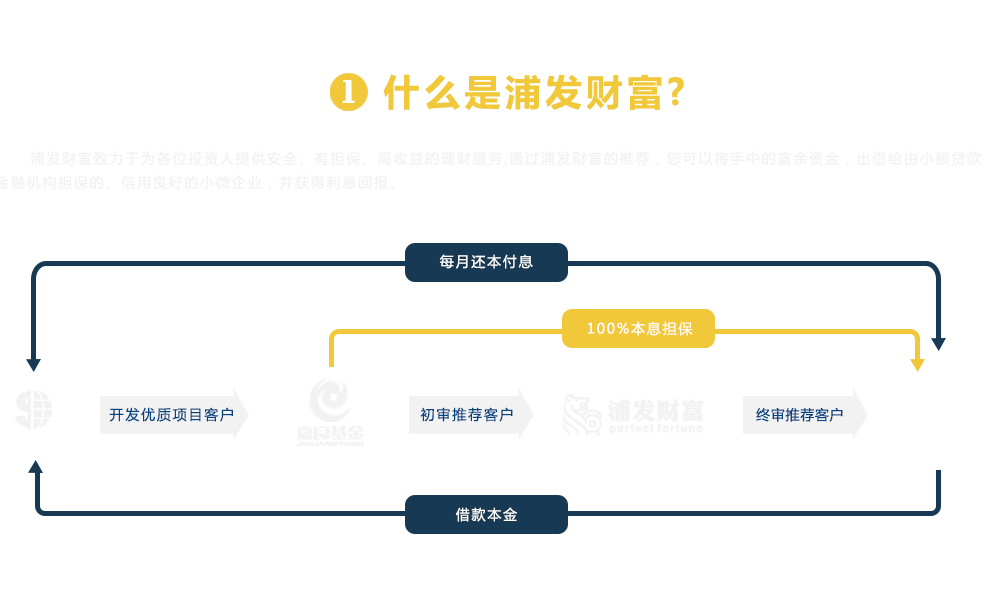 1 什么是浦发财富?
浦发财富致力于为各位投资人提供安全、有担保、高收益的理财服务,通过浦发财富的推荐，您可以将手中的富余资金，出借给由小额贷款
金融机构担保的、信用良好的小微企业，并获得利息回报。
每月还本付息
100%本息担保
开发优质项目客户
嘉良基金
初审推荐客户
浦发财富
perfect fortune
终审推荐客户
借款本金